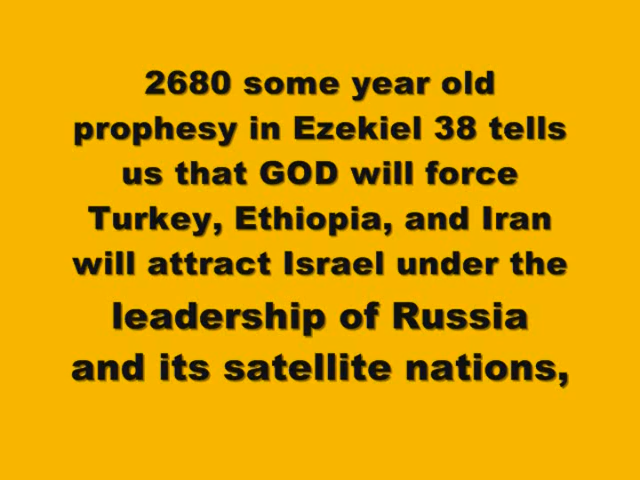 2680 some year old
prophesy in Ezekiel 38 tells
us that GOD will force
Turkey, Ethiopia, and Iran
will attract Israel under the
leadership of Russia
and its satellite nations,